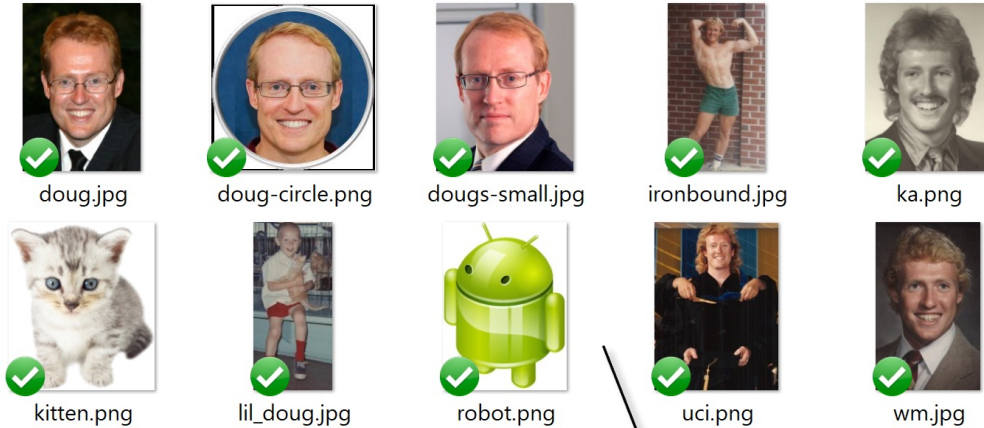 doug.jpg
doug-circle.png
dougs-small.jpg
ironbound.jpg
ka.png
kitten.png
lil_doug.jpg
robot.png
uci.png
wm.jpg